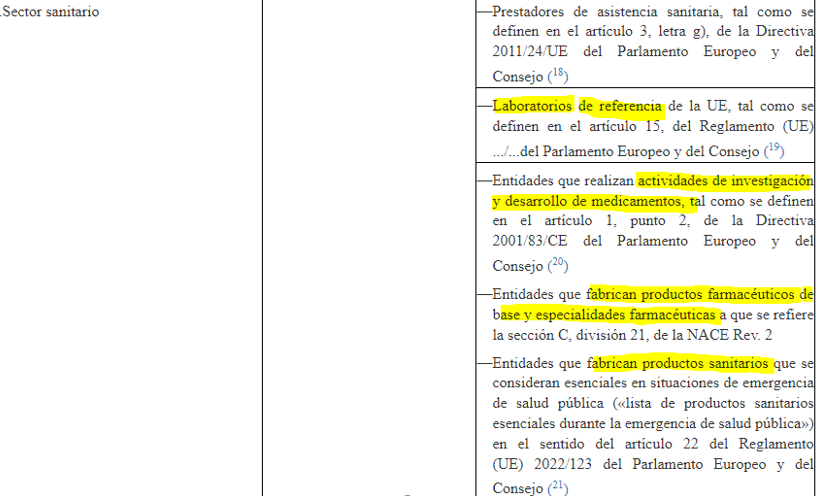 .Sector sanitario
—Prestadores de asistencia sanitaria, tal como se
definen en el artículo 3, letra g), de la Directiva
2011/24/UE del Parlamento Europeo y del
Consejo (18)
—Laboratorios de referencia de la UE, tal como se
definen en el artículo 15, del Reglamento (UE)
.../...del Parlamento Europeo y del Consejo (19)
—Entidades que realizan actividades de investigación
y desarrollo de medicamentos, tal como se definen
en el artículo 1, punto 2, de la Directiva
2001/83/CE del Parlamento Europeo y del
Consejo (20)
—Entidades que fabrican productos farmacéuticos de
base y especialidades farmacéuticas a que se refiere
la sección C, división 21, de la NACE Rev. 2
—Entidades que fabrican productos sanitarios que se
consideran esenciales en situaciones de emergencia
de salud pública («lista de productos sanitarios
esenciales durante la emergencia de salud pública»)
en el sentido del artículo 22 del Reglamento
(UE) 2022/123 del Parlamento Europeo y del
Consejo (21)